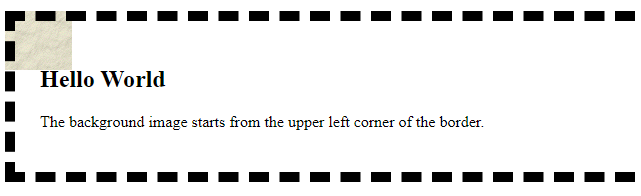 Hello World
The background image starts from the upper left corner of the border.